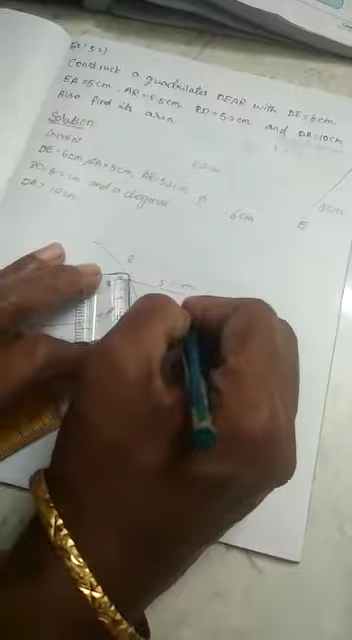 Ex: 5.21
Construct a quadrilates DEAR with DE=6cm
EA=5cm, AR=5.5cm RD=5.2cm and DA=10cm
Also find its area
Solution:
Given
DE=6cm, EA=5cm, AR=5.5cm
RD=5.2cm and a diagonal
DA=10cm
R
6cm
E
R